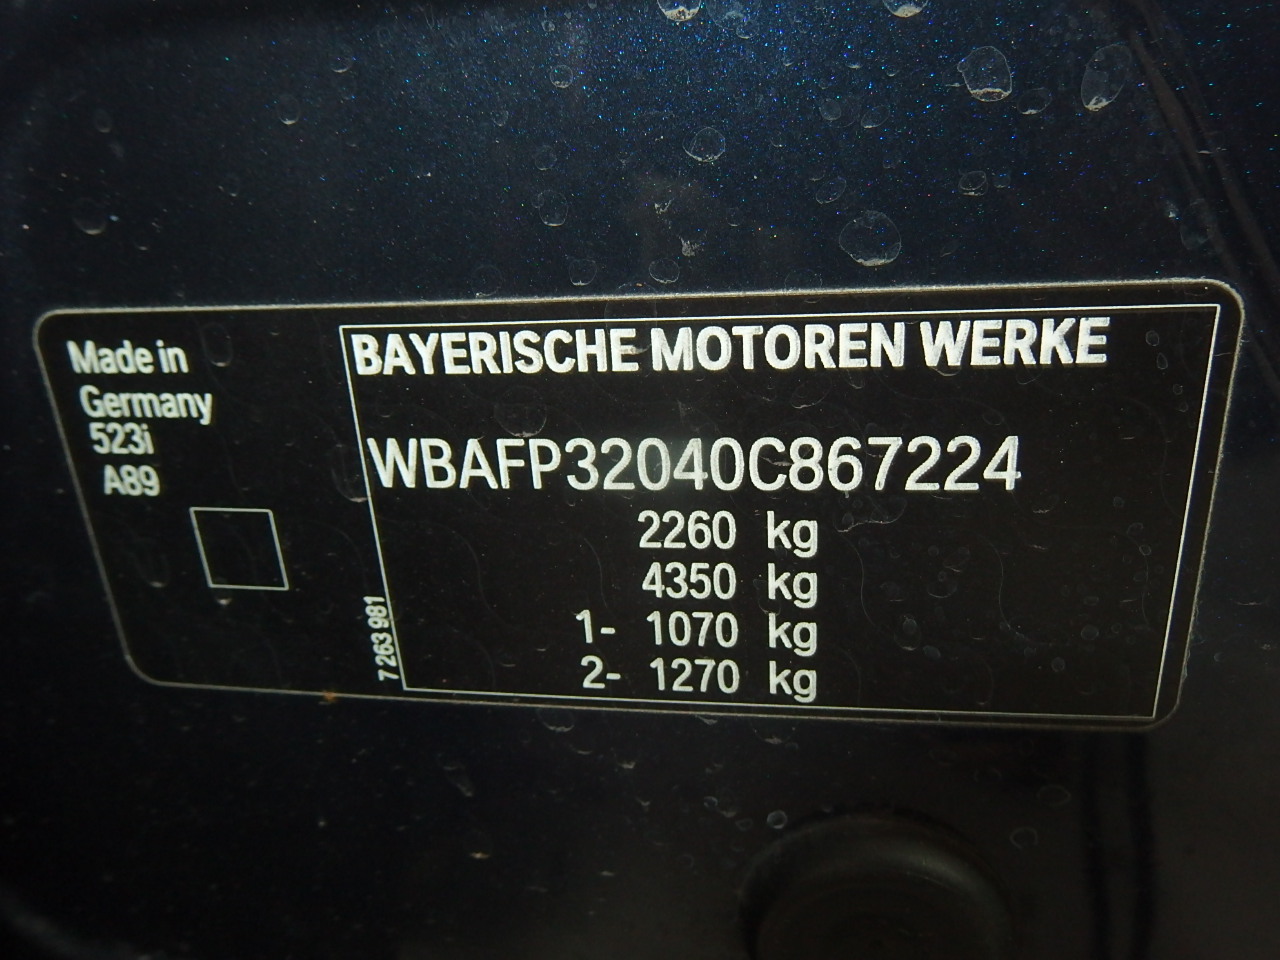 Made in
Germany
523i
A89
BAYERISCHE MOTOREN WERKE
WBAFP32040C867224
2260 kg
4350 kg
1- 1070 kg
2- 1270 kg
7 263 981